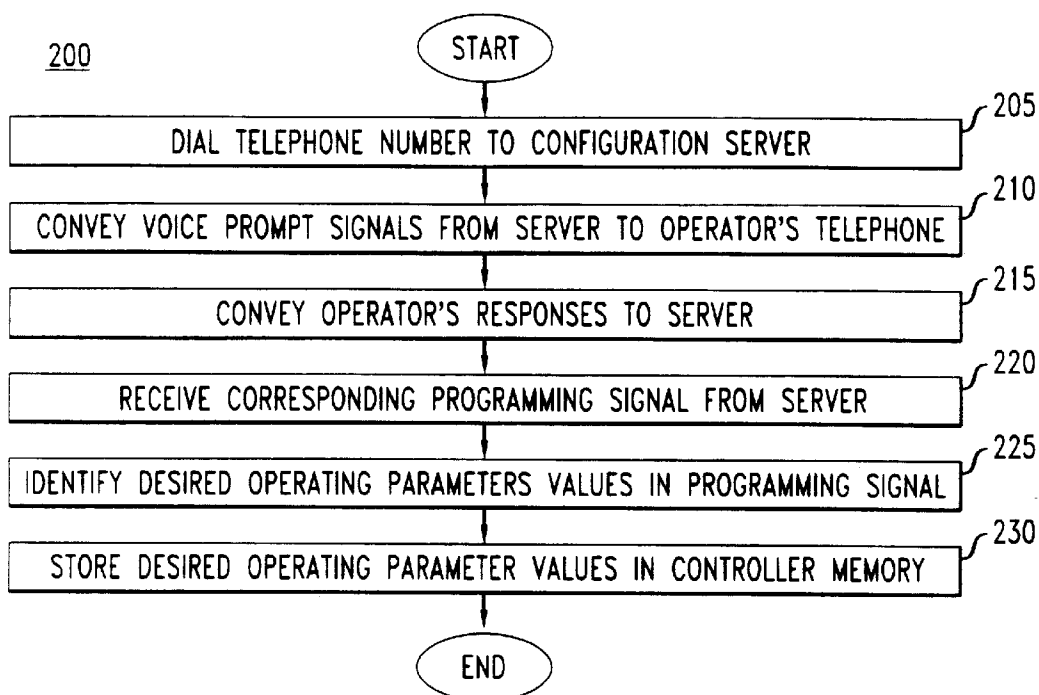 200
START
205
DIAL TELEPHONE NUMBER TO CONFIGURATION SERVER
210
CONVEY VOICE PROMPT SIGNALS FROM SERVER TO OPERATOR'S TELEPHONE
215
CONVEY OPERATOR'S RESPONSES TO SERVER
220
RECEIVE CORRESPONDING PROGRAMMING SIGNAL FROM SERVER
225
IDENTIFY DESIRED OPERATING PARAMETERS VALUES IN PROGRAMMING SIGNAL
230
STORE DESIRED OPERATING PARAMETER VALUES IN CONTROLLER MEMORY
END